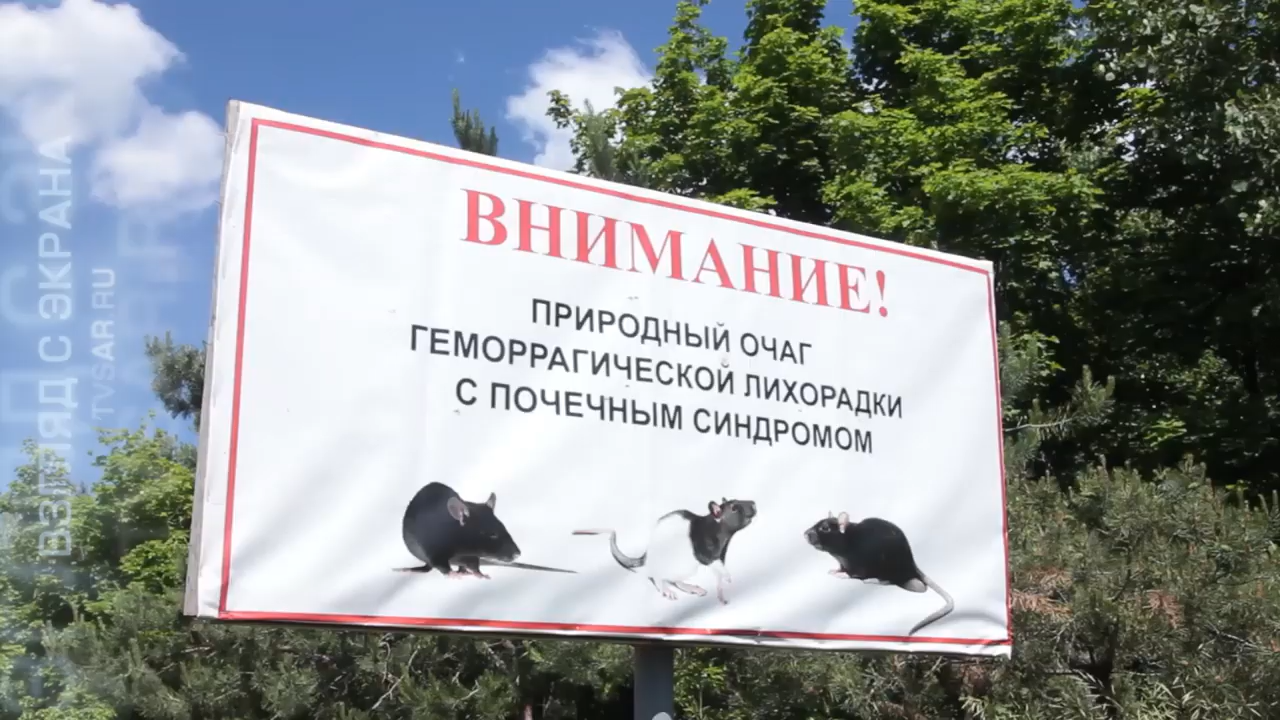 ВНИМАНИЕ!
ПРИРОДНЫЙ ОЧАГ
ГЕМОРРАГИЧЕСКОЙ ЛИХОРАДКИ
С ПОЧЕЧНЫМ СИНДРОМОМ
ВЗГЛЯД С ЭКРАНА
/TVSAR.RU